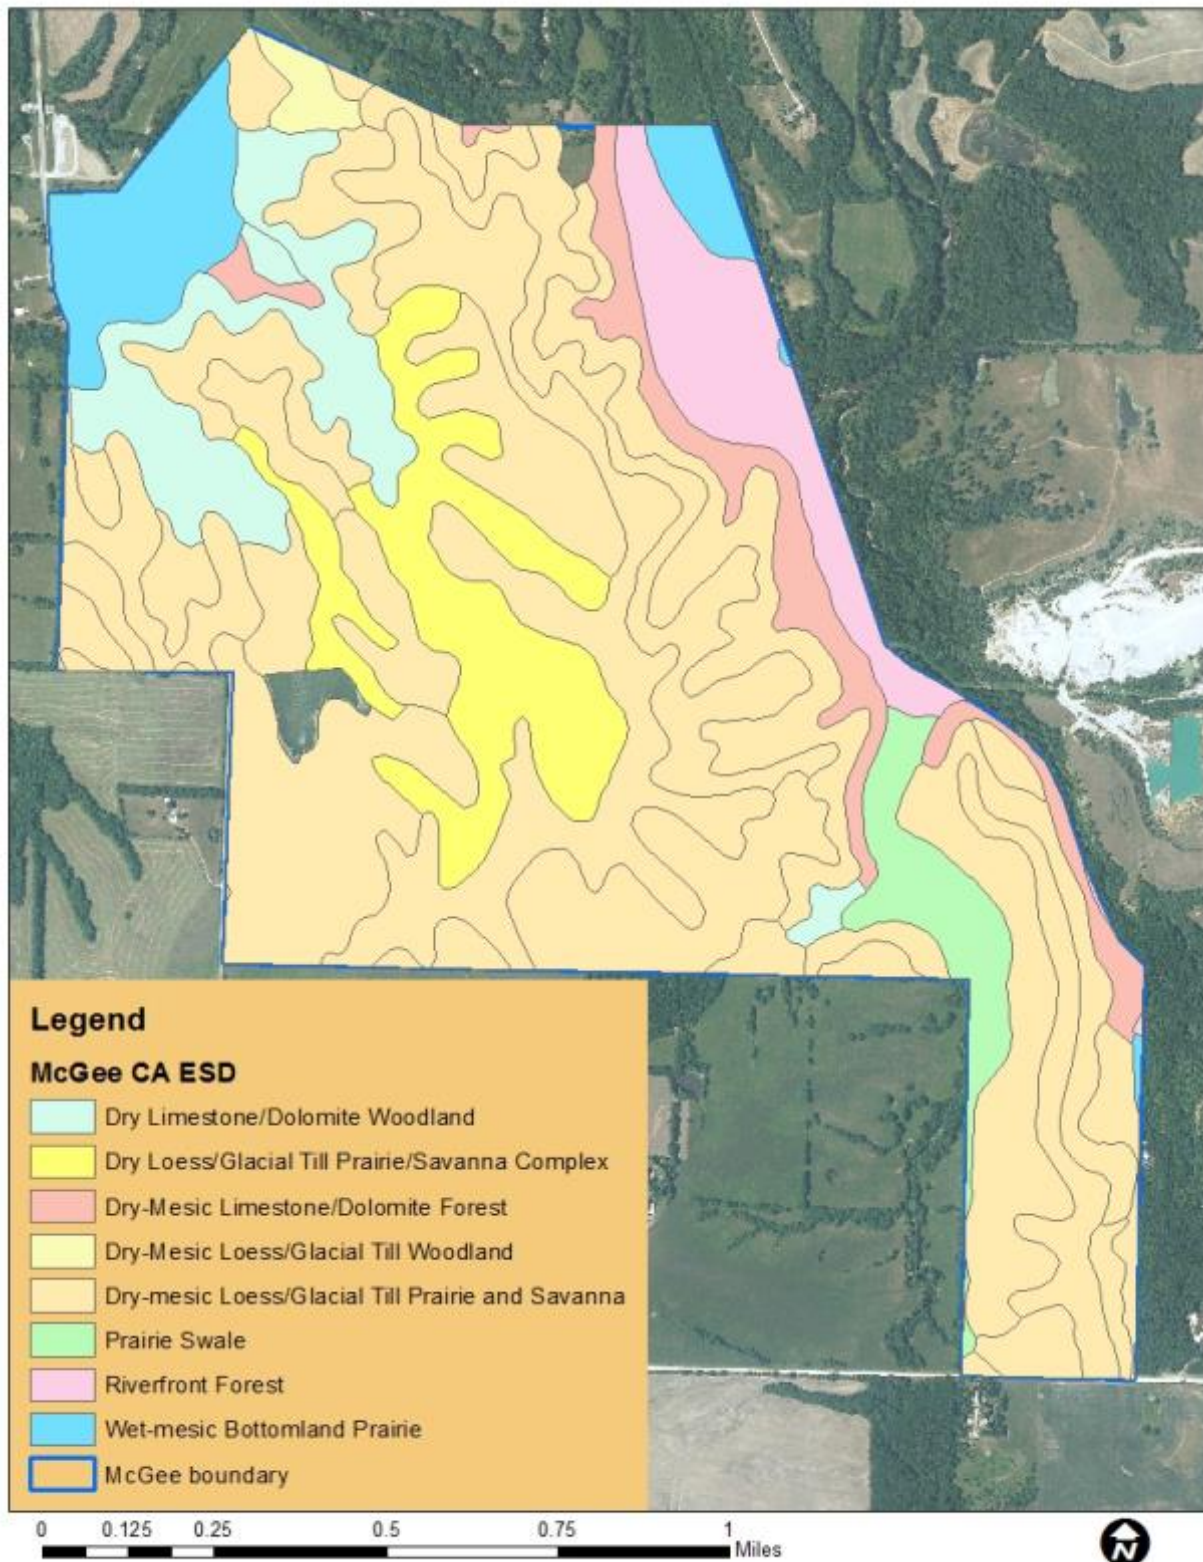 Legend
McGee CA ESD
Dry Limestone/Dolomite Woodland
Dry Loess/Glacial Till Prairie/Savanna Complex
Dry-Mesic Limestone/Dolomite Forest
Dry-Mesic Loess/Glacial Till Woodland
Dry-mesic Loess/Glacial Till Prairie and Savanna
Prairie Swale
Riverfront Forest
Wet-mesic Bottomland Prairie
McGee boundary
0 0.125 0.25 0.5 0.75 1
Miles
N